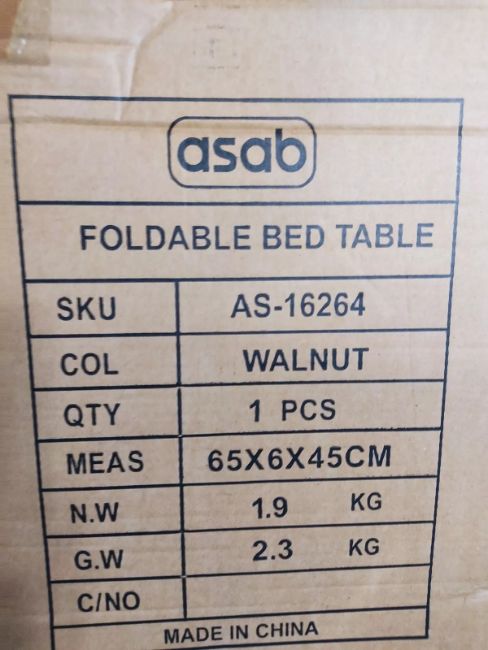 asab
FOLDABLE BED TABLE
SKU AS-16264
COL WALNUT
QTY 1 PCS
MEAS 65X6X45CM
N.W 1.9 KG
G.W 2.3 KG
C/NO
MADE IN CHINA